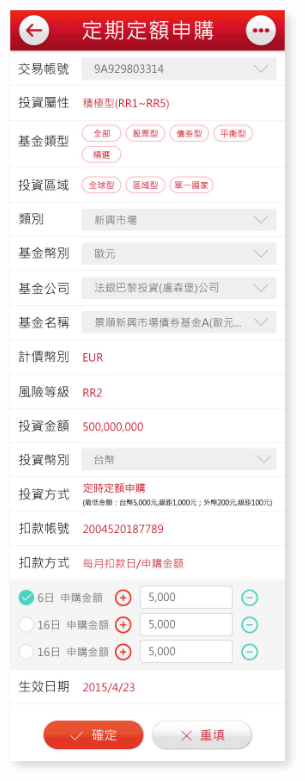 定期定額申購
交易帳號 9A929803314
投資屬性 積極型(RR1~RR5)
基金類型 全部 股票型 債券型 平衡型
精選
投資區域 全球型 區域型 單一國家
類別 新興市場
基金幣別 歐元
基金公司 法銀巴黎投資(盧森堡)公司
基金名稱 景順新興市場債券基金A(歐元...
計價幣別 EUR
風險等級 RR2
投資金額 500,000,000
投資幣別 台幣
投資方式 定時定額申購
(最低金額：台幣5,000元,級距1,000元；外幣200元,級距100元)
扣款帳號 2004520187789
扣款方式 每月扣款日/申購金額
6日 申購金額 5,000
16日 申購金額 5,000
16日 申購金額 5,000
生效日期 2015/4/23
確定 重填